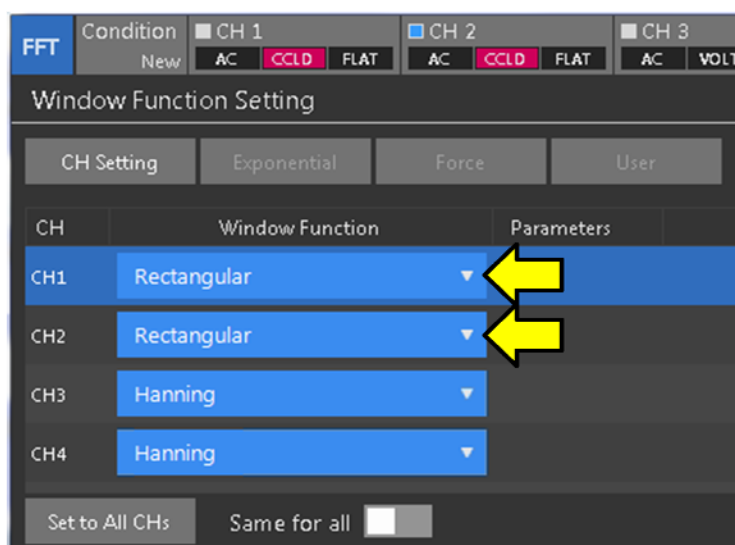 FFT Condition New CH 1 CH 2 CH 3
AC CCLD FLAT AC CCLD FLAT AC VOLT
Window Function Setting
CH Setting Exponential Force User
CH Window Function Parameters
CH1 Rectangular
CH2 Rectangular
CH3 Hanning
CH4 Hanning
Set to All CHs Same for all